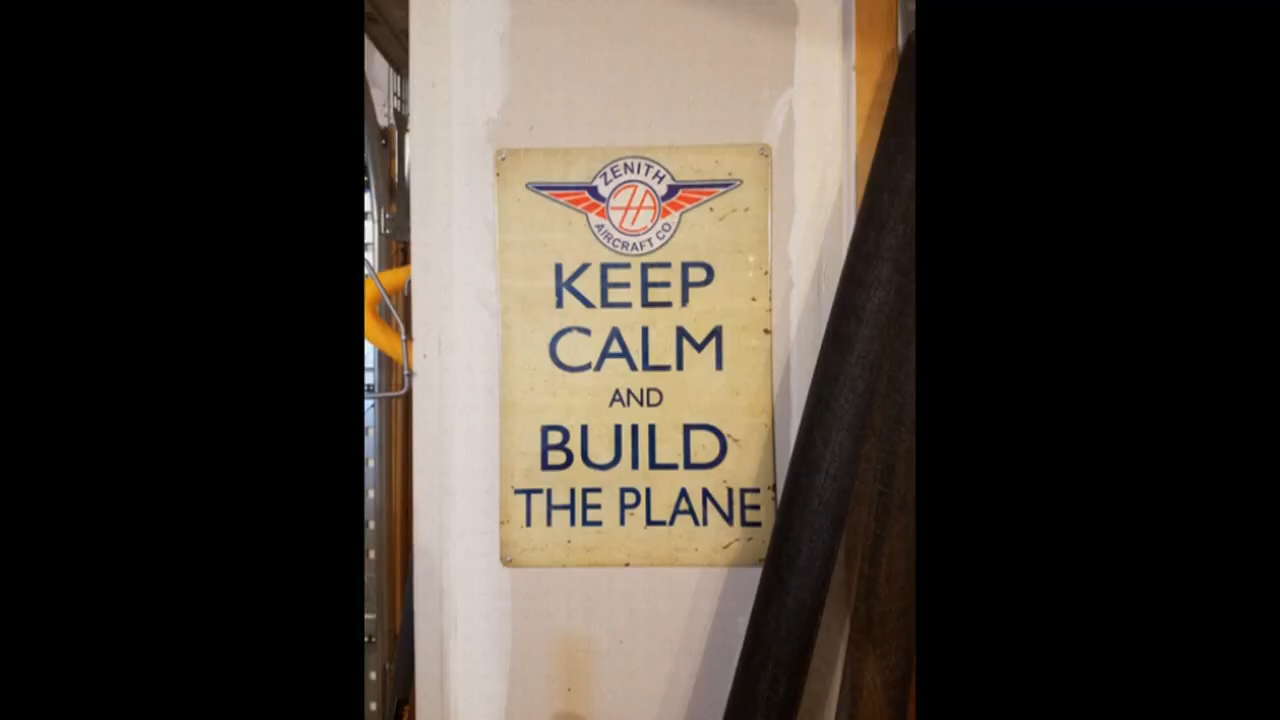 ZENITH
ZA
AIRCRAFT CO.
KEEP
CALM
AND
BUILD
THE PLANE